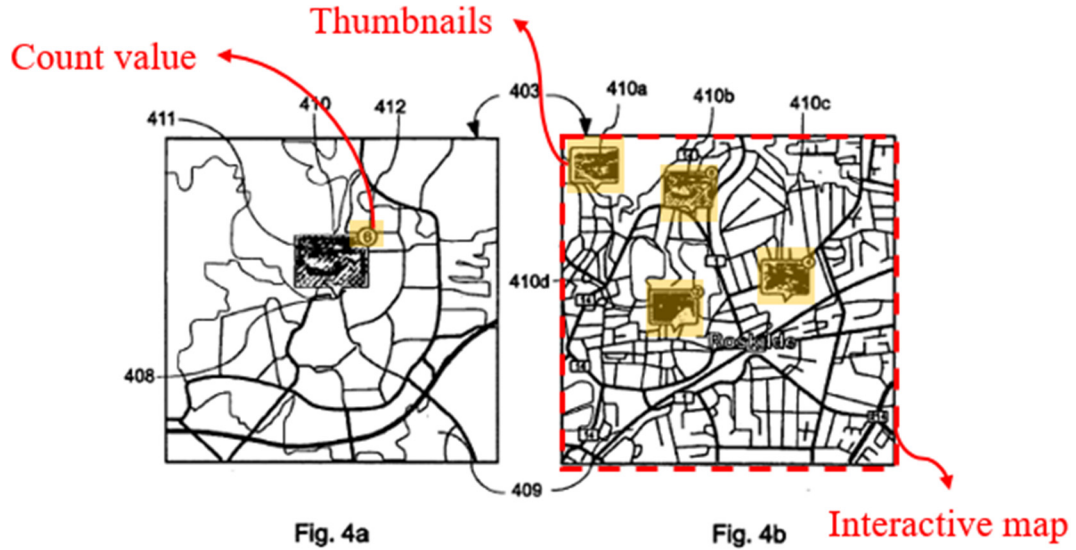 Thumbnails
Count value
403
410a
410b
410c
410
412
411
6
410d
Roskilde
408
409
Fig. 4a
Fig. 4b
Interactive map